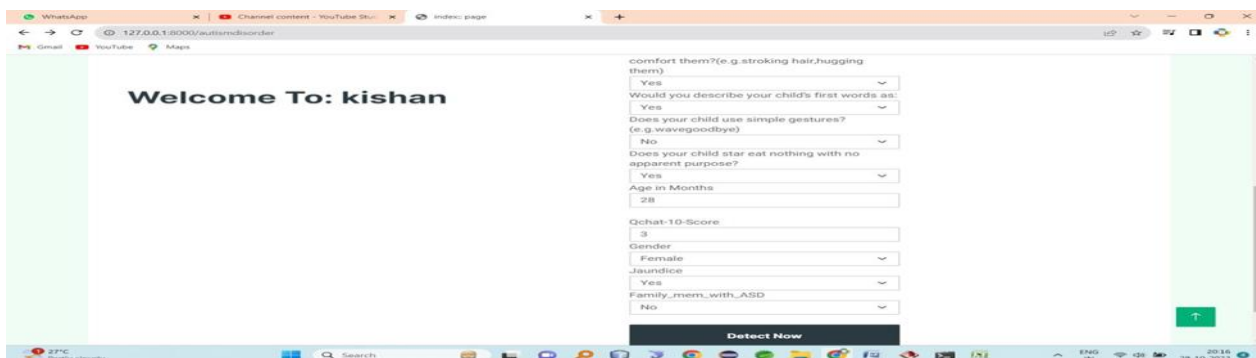 WhatsApp
Channel content - YouTube Stu
index; page
127.0.0.1:8000/autismdisorder
Gmail
YouTube
Maps
Welcome To: kishan
comfort them?(e.g.stroking hair,hugging
them)
Yes
Would you describe your child's first words as:
Yes
Does your child use simple gestures?
(e.g.wavegoodbye)
No
Does your child star eat nothing with no
apparent purpose?
Yes
Age in Months
28
Qchat-10-Score
3
Gender
Female
Jaundice
Yes
Family_mem_with_ASD
No
Detect Now
27°C
Search
ENG
20:16